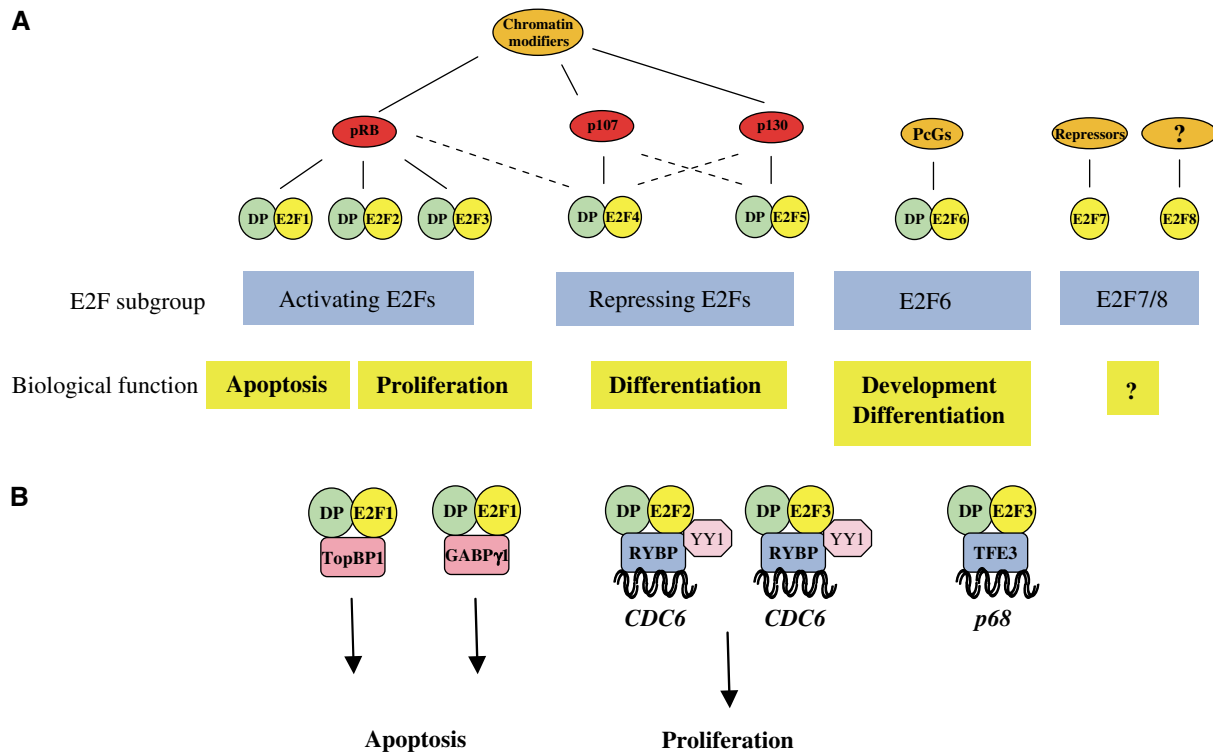 A
Chromatin
modifiers
pRB
p107
p130
PcGs
Repressors
?
DP E2F1
DP E2F2
DP E2F3
DP E2F4
DP E2F5
DP E2F6
E2F7
E2F8
E2F subgroup
Activating E2Fs
Repressing E2Fs
E2F6
E2F7/8
Biological function
Apoptosis
Proliferation
Differentiation
Development
Differentiation
?
B
DP E2F1
TopBP1
DP E2F1
GABPγ1
DP E2F2
YY1
RYBP
CDC6
DP E2F3
YY1
RYBP
CDC6
DP E2F3
TFE3
p68
Apoptosis
Proliferation